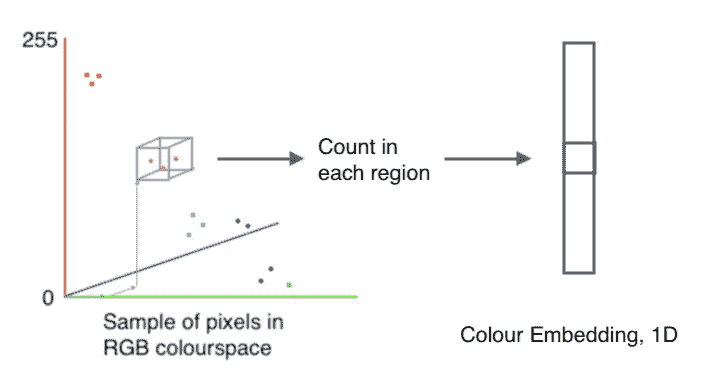 255
0
Sample of pixels in
RGB colourspace
Count in
each region
Colour Embedding, 1D